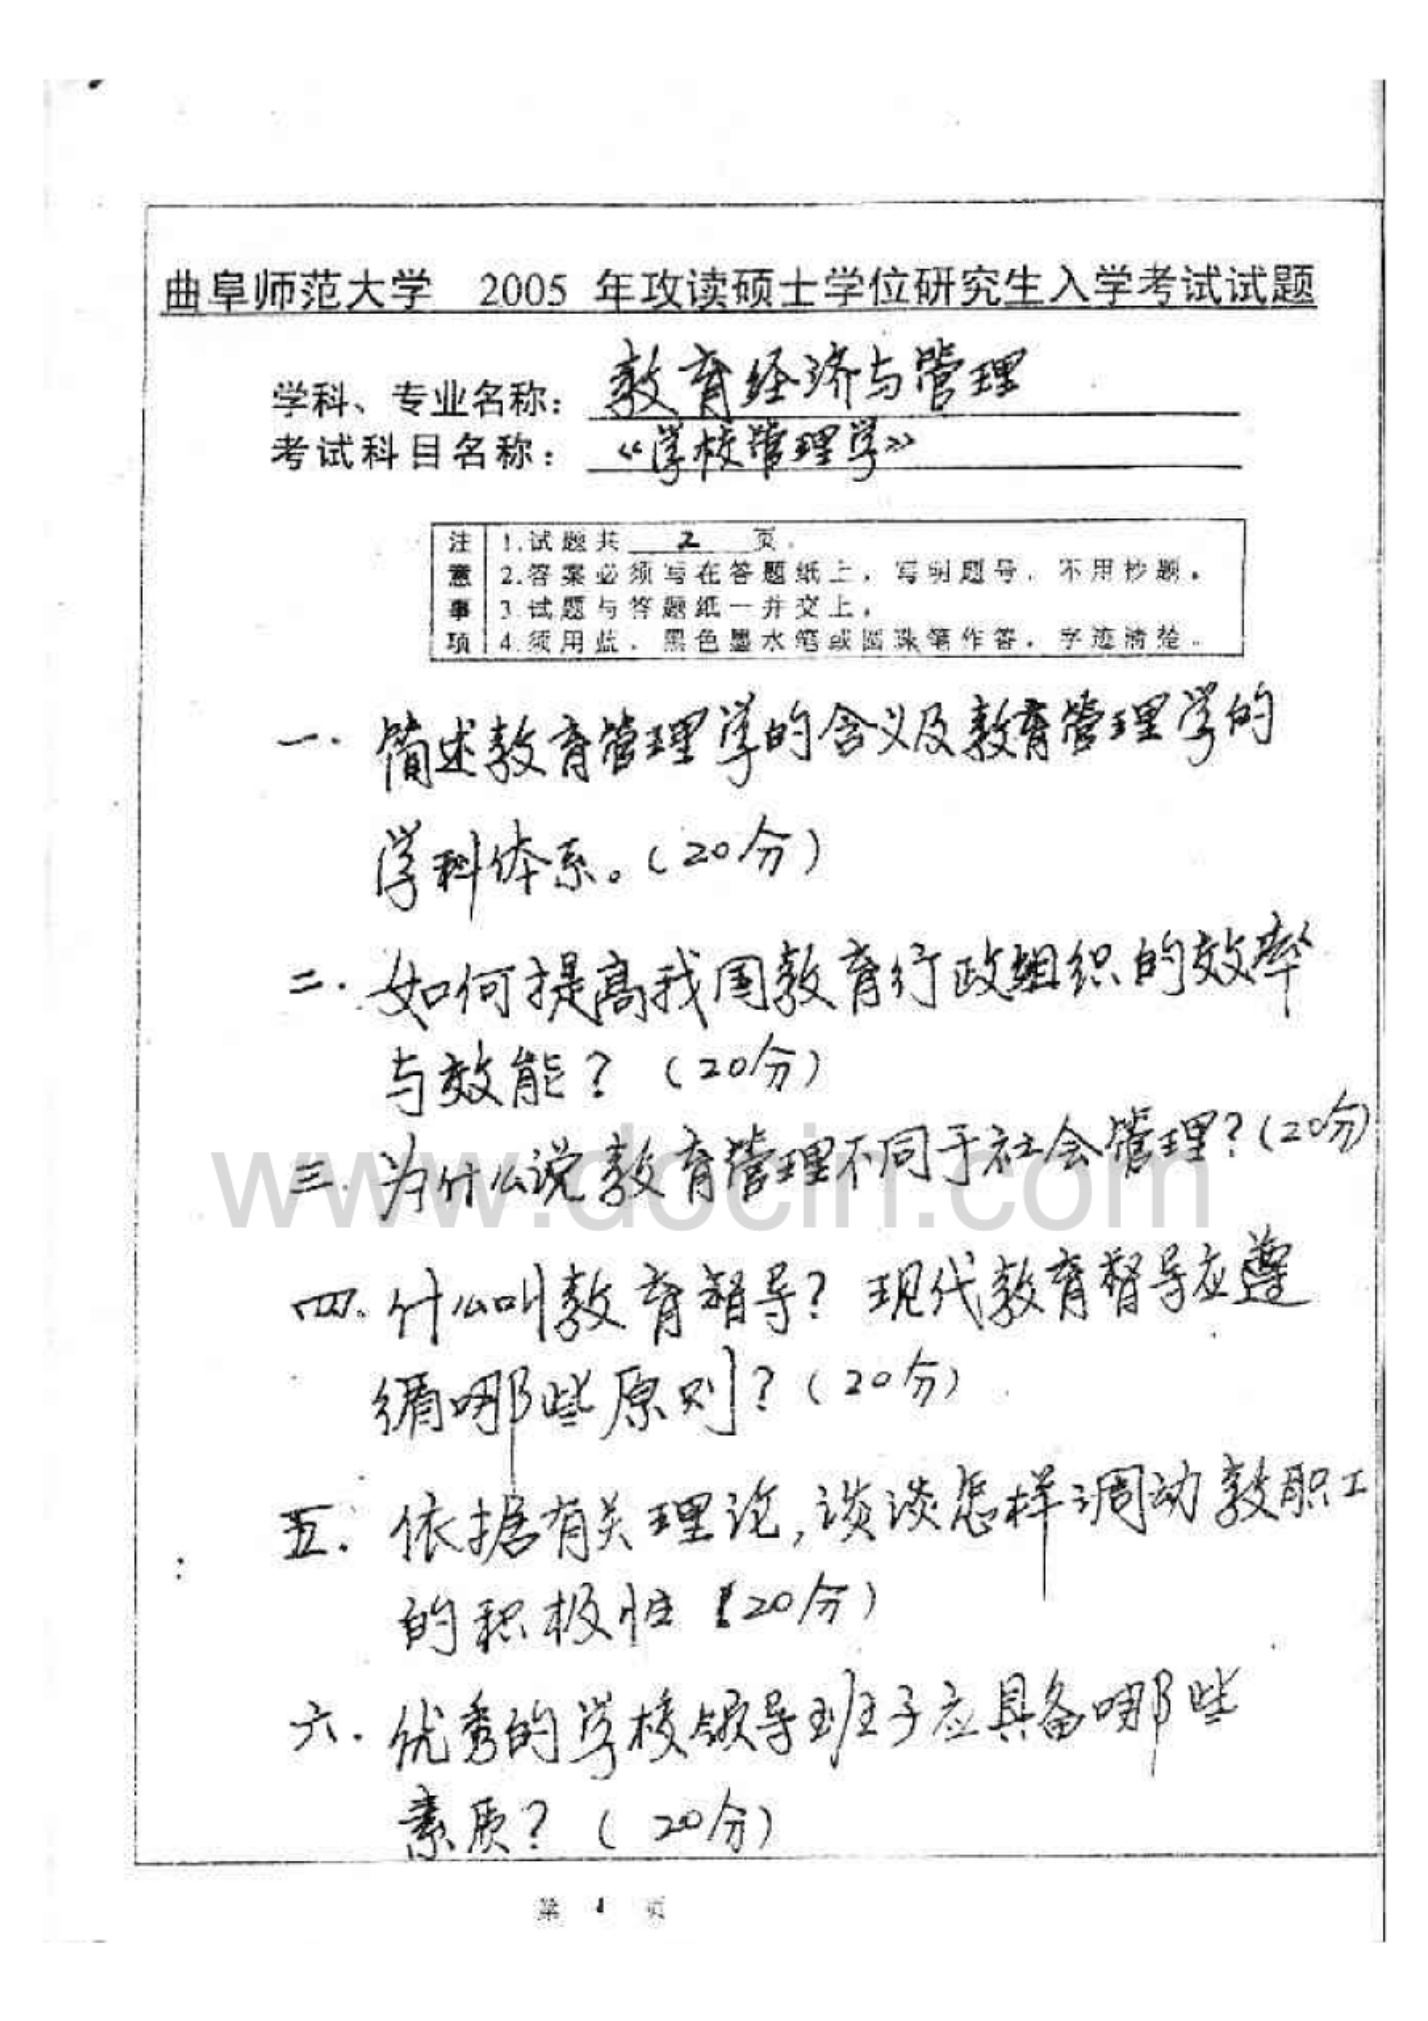 曲阜师范大学 2005 年攻读硕士学位研究生入学考试试题
学科、专业名称：教育经济与管理
考试科目名称：《学校管理学》
注意事项
1.试题共 2 页.
2.答案必须写在答题纸上，写明题号，不用抄题。
3.试题与答题纸一并交上。
4.须用蓝、黑色墨水笔或圆珠笔作答，字迹清楚。
一. 简述教育管理学的含义及教育管理学的
学科体系。(20分)
二. 如何提高我国教育行政组织的效率
与效能？(20分)
三. 为什么说教育管理不同于社会管理？(20分)
www.docin.com
四. 什么叫教育督导？现代教育督导应遵
循哪些原则？(20分)
五. 依据有关理论,谈谈怎样调动教职工
的积极性 (20分)
六. 优秀的学校领导班子应具备哪些
素质？(20分)
第 1 页